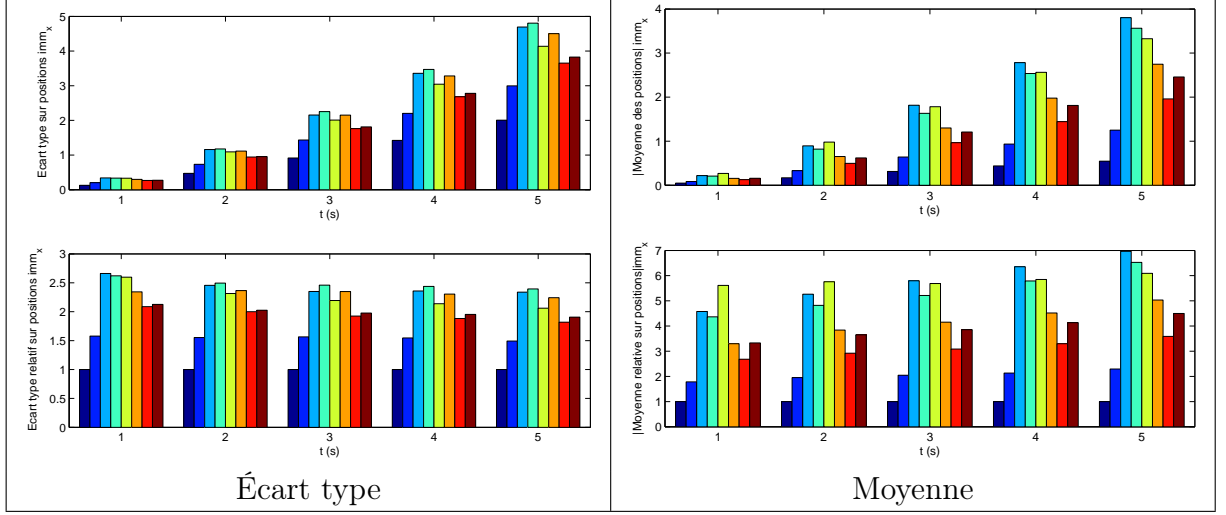 Ecart type sur positions imm_x
5
4
3
2
1
0
1 2 3 4 5
t (s)
Ecart type relatif sur positions imm_x
3
2.5
2
1.5
1
0.5
0
1 2 3 4 5
t (s)
Écart type
|Moyenne des positions| imm_x
4
3
2
1
0
1 2 3 4 5
t (s)
|Moyenne relative sur positions|imm_x
7
6
5
4
3
2
1
0
1 2 3 4 5
t (s)
Moyenne